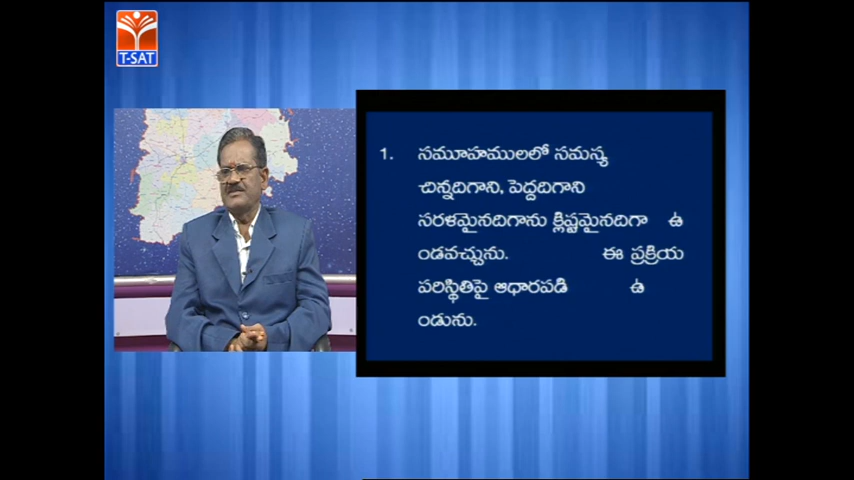 T-SAT
1. సమూహములలో సమస్య
చిన్నదిగాని, పెద్దదిగాని
సరళమైనదిగాను క్లిష్టమైనదిగా ఉ
ండవచ్చును. ఈ ప్రక్రియ
పరిస్థితిపై ఆధారపడి ఉ
ండును.